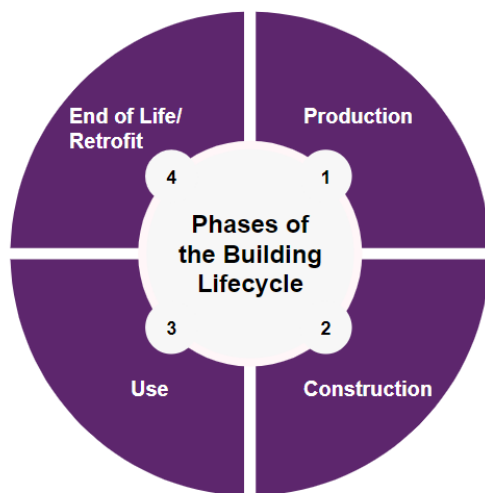 End of Life/
Retrofit
Production
4
1
Phases of
the Building
Lifecycle
3
2
Use
Construction